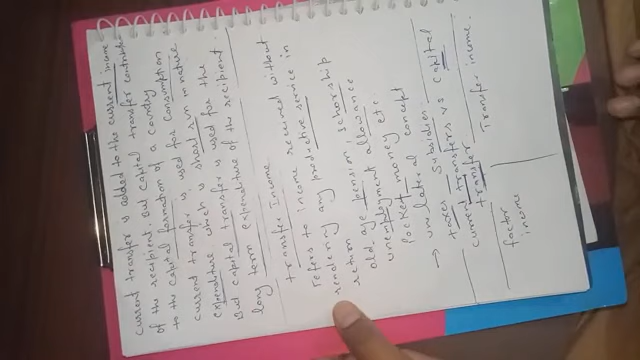 current transfer is added to the current income
of the recipient. But capital transfer contribute
to the capital formation of a country
current transfer is used for consumption
expenditure which is short in nature
But capital transfer is used for the
long term expenditure of the recipient.
transfer Income
refers to income received without
rendering any productive service in
return
Old age pension, scholorship
unemployment allowance
Pocket money etc.
→ unilateral concept
taxes subsidies.
current transfers vs capital
transfer.
factor income
Transfer income.